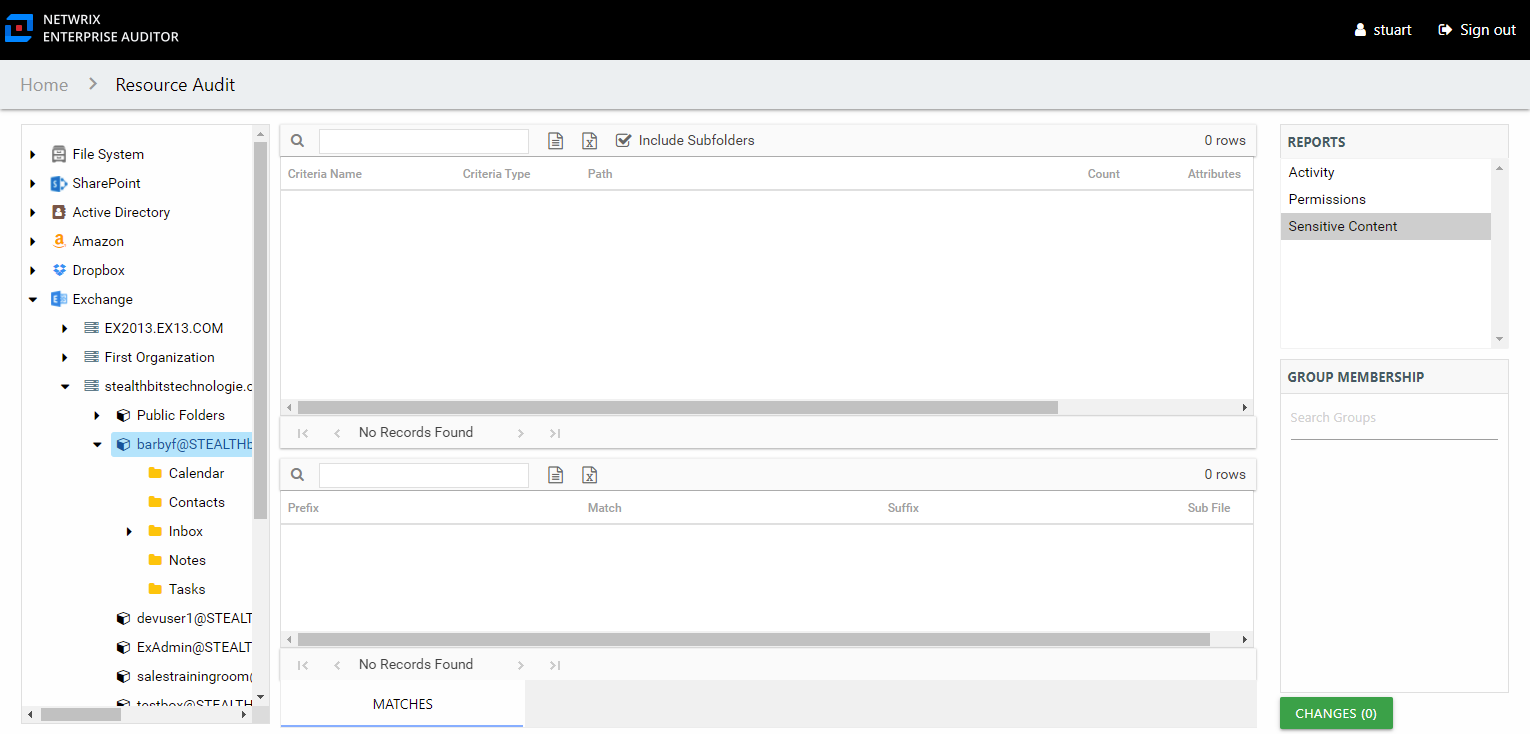 NETWRIX
ENTERPRISE AUDITOR
stuart
Sign out
Home
Resource Audit
File System
SharePoint
Active Directory
Amazon
Dropbox
Exchange
EX2013.EX13.COM
First Organization
stealthbitstechnologie.c
Public Folders
barbyf@STEALTHb
Calendar
Contacts
Inbox
Notes
Tasks
devuser1@STEALT
ExAdmin@STEALT
salestrainingroom@
testbox@STEALTH
Include Subfolders
0 rows
Criteria Name Criteria Type Path Count Attributes
No Records Found
0 rows
Prefix Match Suffix Sub File
No Records Found
MATCHES
REPORTS
Activity
Permissions
Sensitive Content
GROUP MEMBERSHIP
Search Groups
CHANGES (0)